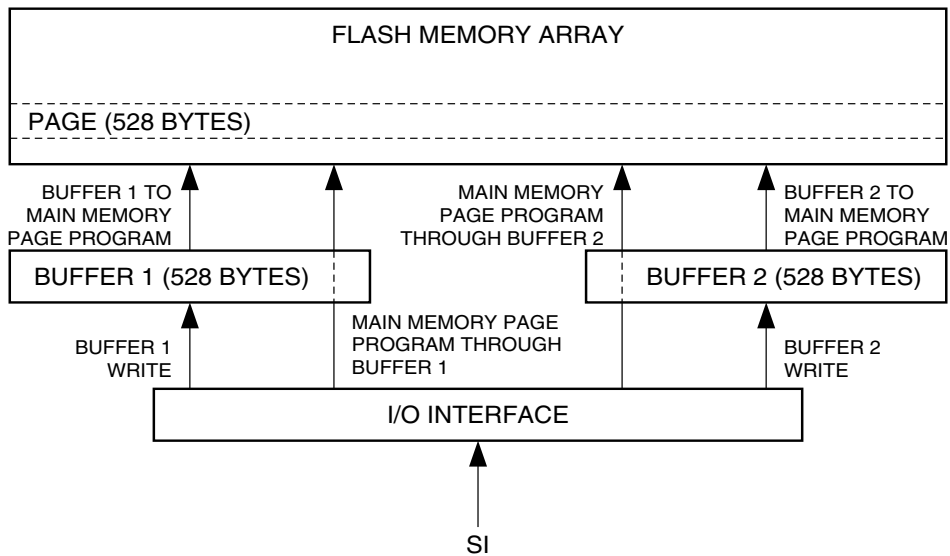 FLASH MEMORY ARRAY
PAGE (528 BYTES)
BUFFER 1 TO
MAIN MEMORY
PAGE PROGRAM
MAIN MEMORY
PAGE PROGRAM
THROUGH BUFFER 2
BUFFER 2 TO
MAIN MEMORY
PAGE PROGRAM
BUFFER 1 (528 BYTES)
BUFFER 2 (528 BYTES)
BUFFER 1
WRITE
MAIN MEMORY PAGE
PROGRAM THROUGH
BUFFER 1
BUFFER 2
WRITE
I/O INTERFACE
SI